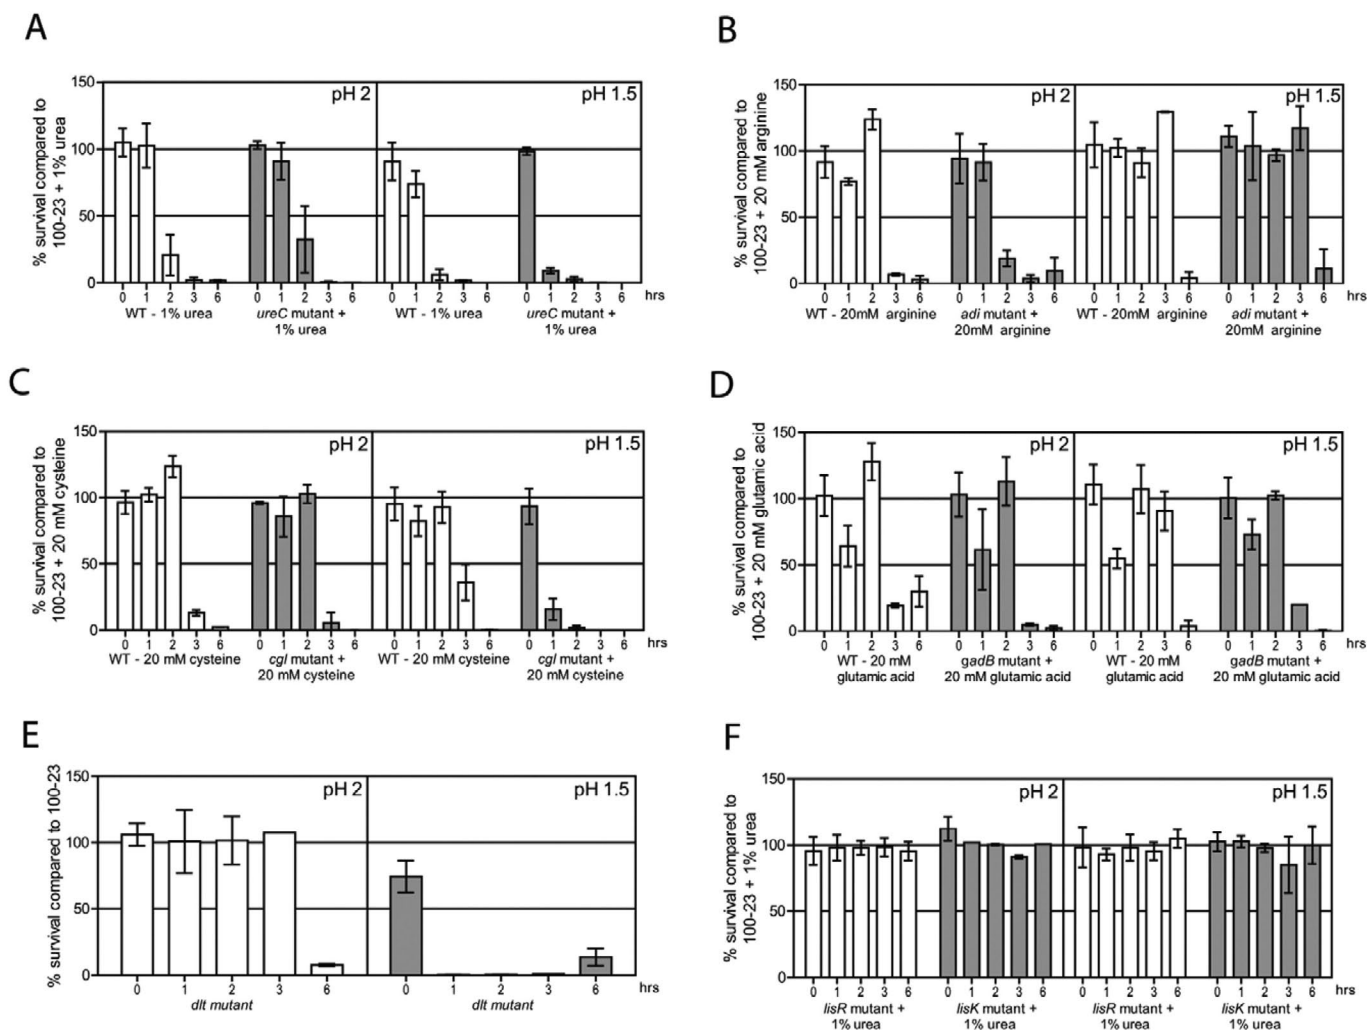 A
% survival compared to
100-23 + 1% urea
150
100
50
0
pH 2
pH 1.5
0 1 2 3 6 0 1 2 3 6 0 1 2 3 6 0 1 2 3 6 hrs
WT - 1% urea ureC mutant + WT - 1% urea ureC mutant +
1% urea 1% urea
B
% survival compared to
100-23 + 20 mM arginine
150
100
50
0
pH 2
pH 1.5
0 1 2 3 6 0 1 2 3 6 0 1 2 3 6 0 1 2 3 6 hrs
WT - 20mM arginine adi mutant + WT - 20mM arginine adi mutant +
20mM arginine 20mM arginine
C
% survival compared to
100-23 + 20 mM cysteine
150
100
50
0
pH 2
pH 1.5
0 1 2 3 6 0 1 2 3 6 0 1 2 3 6 0 1 2 3 6 hrs
WT - 20 mM cysteine cgl mutant + WT - 20 mM cysteine cgl mutant +
20 mM cysteine 20 mM cysteine
D
% survival compared to
100-23 + 20 mM glutamic acid
150
100
50
0
pH 2
pH 1.5
0 1 2 3 6 0 1 2 3 6 0 1 2 3 6 0 1 2 3 6 hrs
WT - 20 mM gadB mutant + WT - 20 mM gadB mutant +
glutamic acid 20 mM glutamic acid glutamic acid 20 mM glutamic acid
E
% survival compared to 100-23
150
100
50
0
pH 2
pH 1.5
0 1 2 3 6 0 1 2 3 6 hrs
dlt mutant dlt mutant
F
% survival compared to
100-23 + 1% urea
150
100
50
0
pH 2
pH 1.5
0 1 2 3 6 0 1 2 3 6 0 1 2 3 6 0 1 2 3 6 hrs
lisR mutant + lisK mutant + lisR mutant + lisK mutant +
1% urea 1% urea 1% urea 1% urea